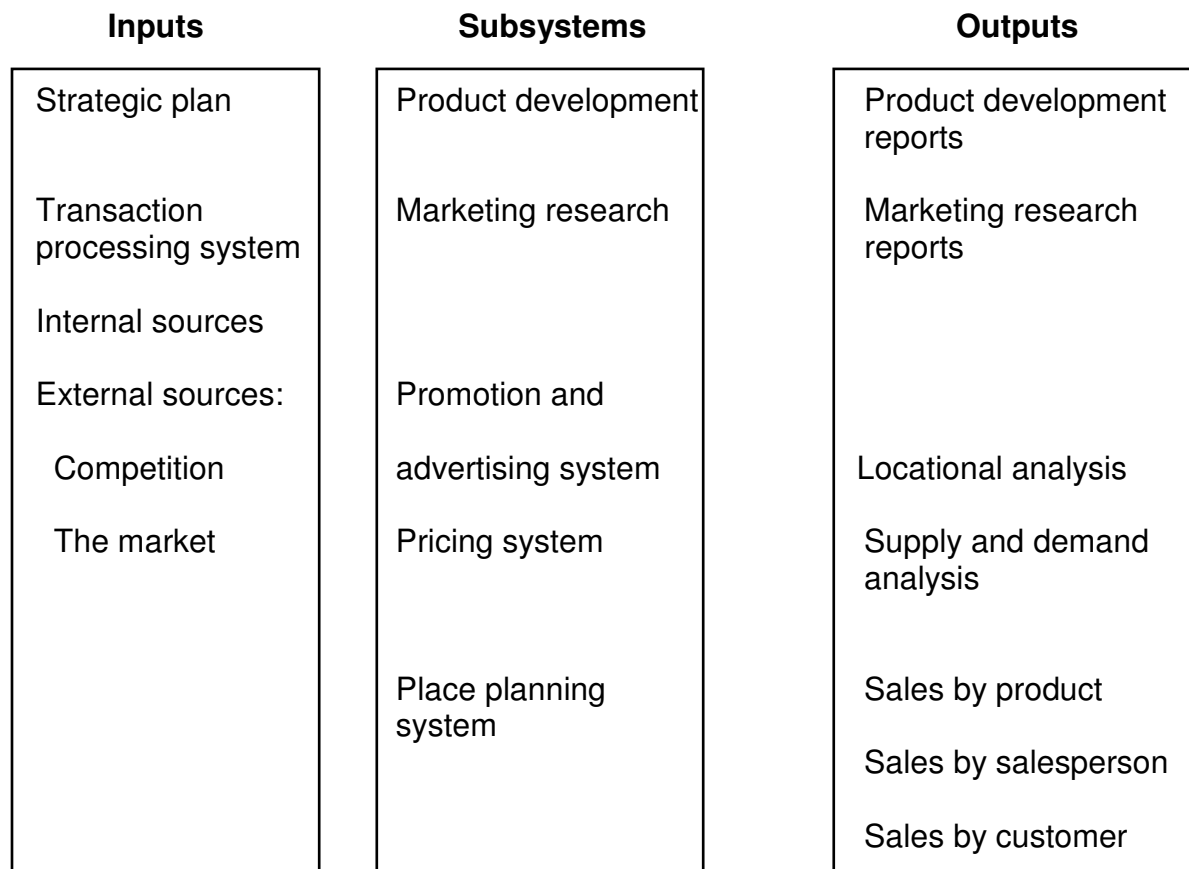 Inputs
Strategic plan
Transaction
processing system
Internal sources
External sources:
Competition
The market
Subsystems
Product development
Marketing research
Promotion and
advertising system
Pricing system
Place planning
system
Outputs
Product development
reports
Marketing research
reports
Locational analysis
Supply and demand
analysis
Sales by product
Sales by salesperson
Sales by customer